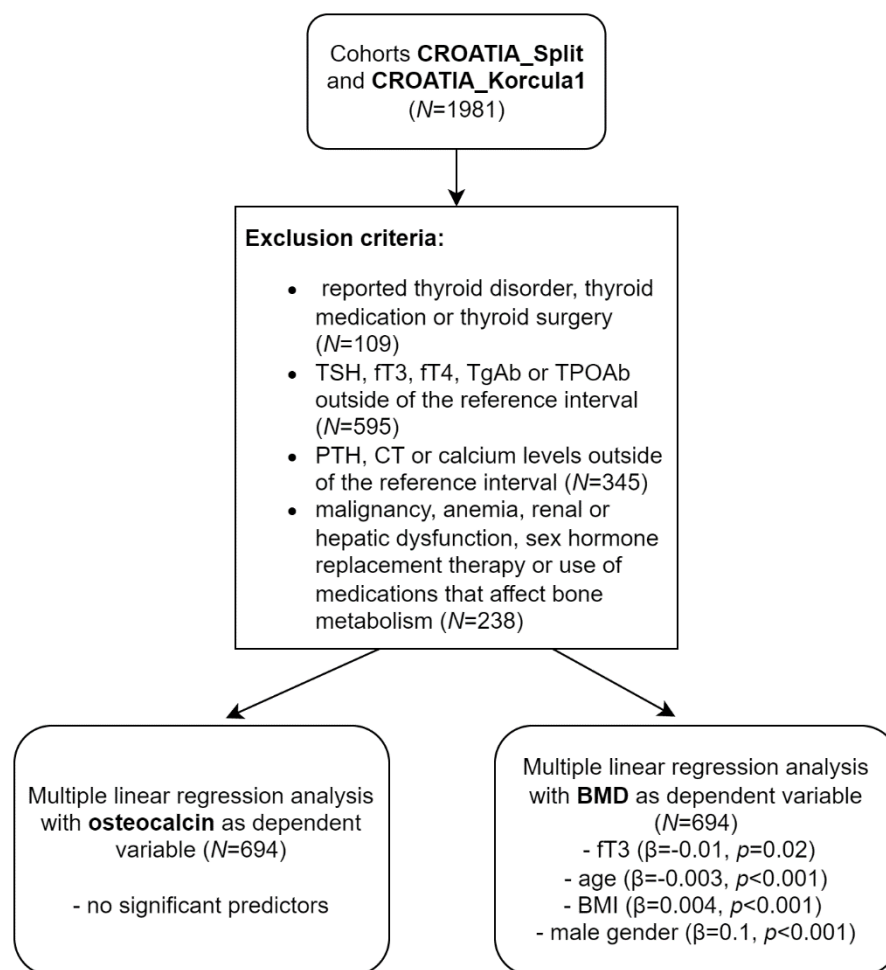 Cohorts CROATIA_Split
and CROATIA_Korcula1
(N=1981)
Exclusion criteria:
• reported thyroid disorder, thyroid
medication or thyroid surgery
(N=109)
• TSH, fT3, fT4, TgAb or TPOAb
outside of the reference interval
(N=595)
• PTH, CT or calcium levels outside
of the reference interval (N=345)
• malignancy, anemia, renal or
hepatic dysfunction, sex hormone
replacement therapy or use of
medications that affect bone
metabolism (N=238)
Multiple linear regression analysis
with osteocalcin as dependent
variable (N=694)
- no significant predictors
Multiple linear regression analysis
with BMD as dependent variable
(N=694)
- fT3 (β=-0.01, p=0.02)
- age (β=-0.003, p<0.001)
- BMI (β=0.004, p<0.001)
- male gender (β=0.1, p<0.001)